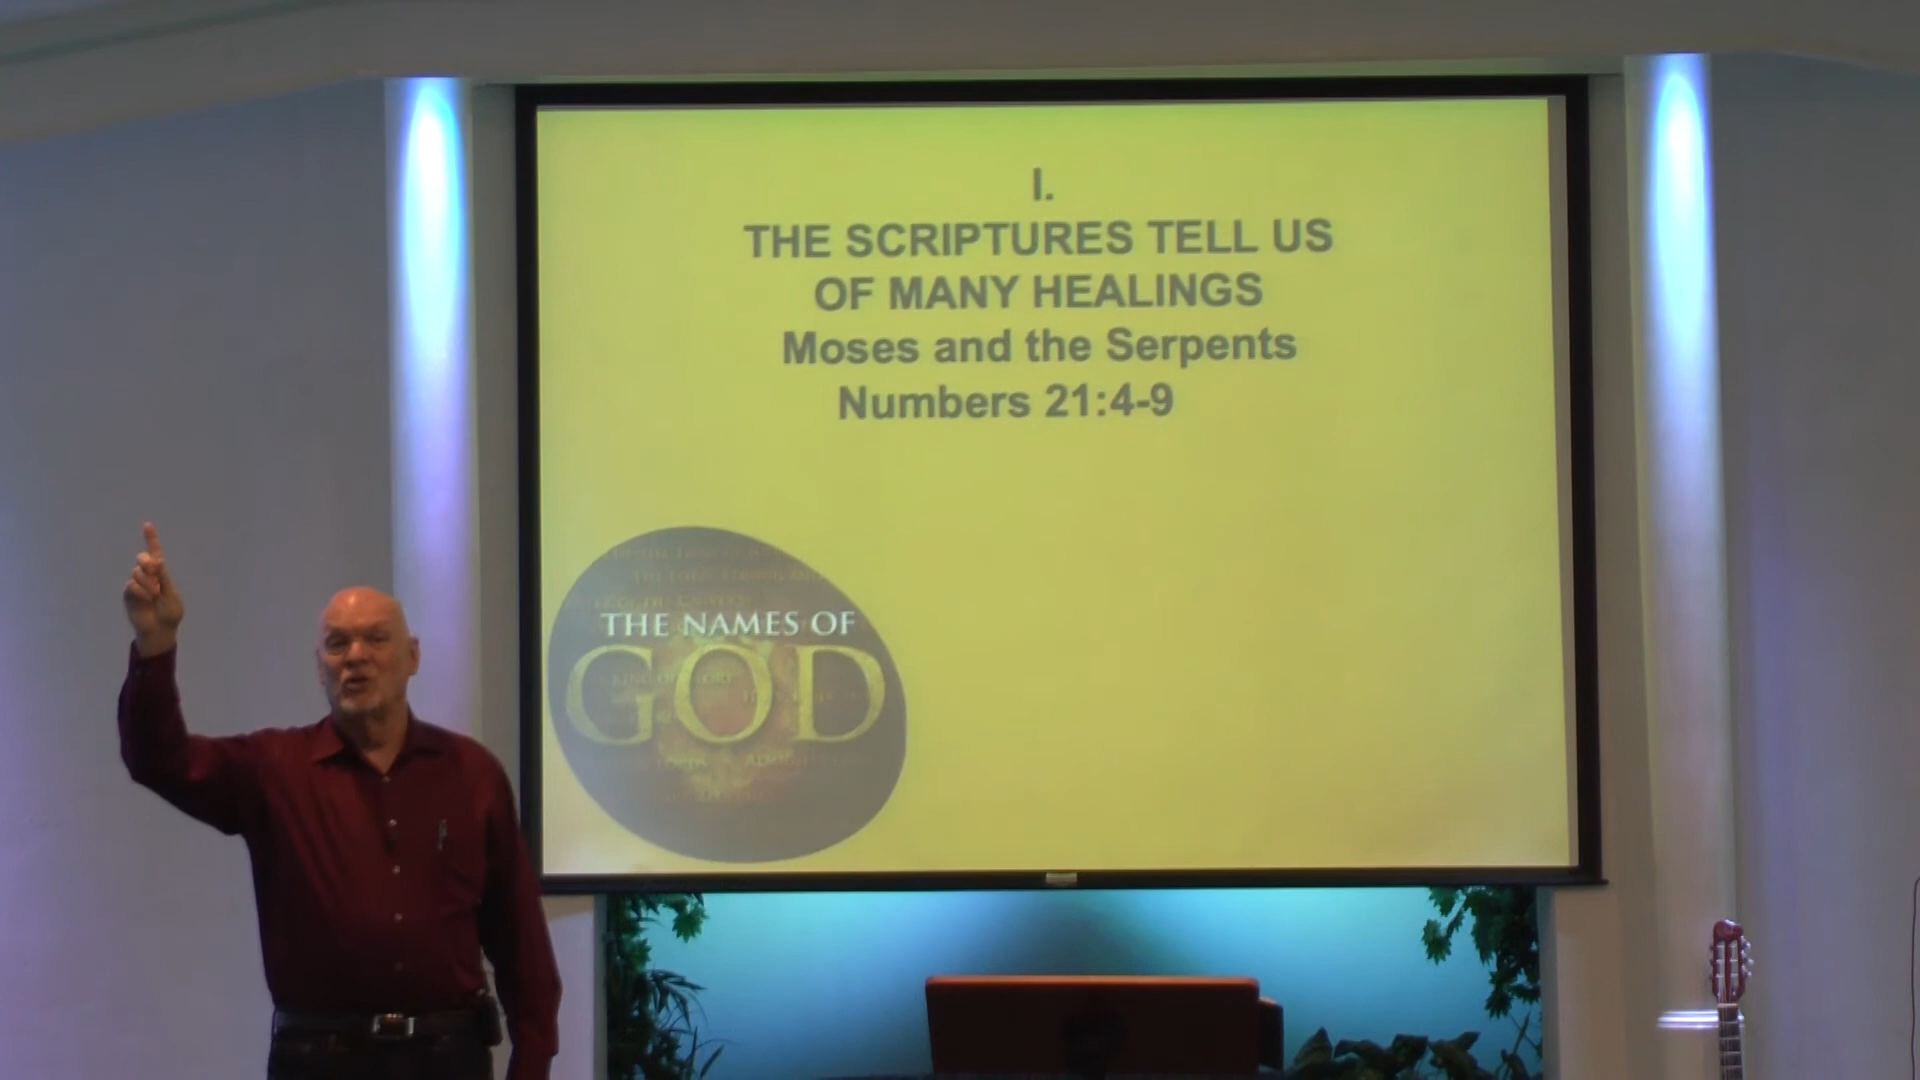 I.
THE SCRIPTURES TELL US
OF MANY HEALINGS
Moses and the Serpents
Numbers 21:4-9
THE NAMES OF
GOD